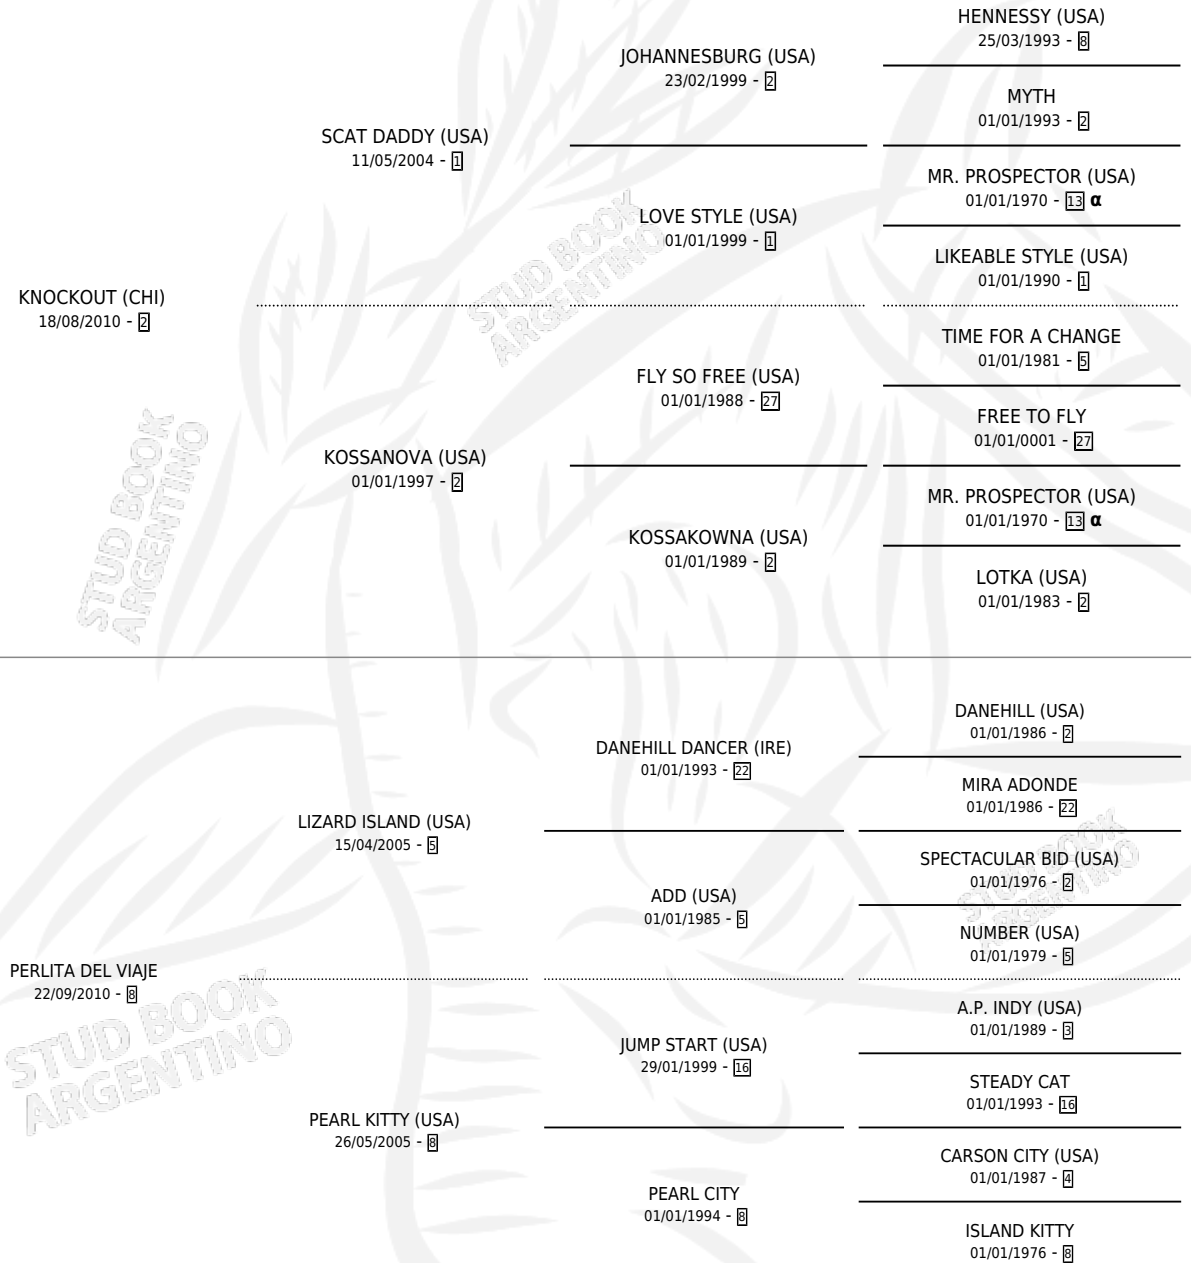 HENNESSY (USA)
25/03/1993 - 8
JOHANNESBURG (USA)
23/02/1999 - 2
MYTH
01/01/1993 - 2
SCAT DADDY (USA)
11/05/2004 - 1
MR. PROSPECTOR (USA)
01/01/1970 - 13 α
LOVE STYLE (USA)
01/01/1999 - 1
LIKEABLE STYLE (USA)
01/01/1990 - 1
KNOCKOUT (CHI)
18/08/2010 - 2
TIME FOR A CHANGE
01/01/1981 - 5
FLY SO FREE (USA)
01/01/1988 - 27
FREE TO FLY
01/01/0001 - 27
KOSSANOVA (USA)
01/01/1997 - 2
MR. PROSPECTOR (USA)
01/01/1970 - 13 α
KOSSAKOWNA (USA)
01/01/1989 - 2
LOTKA (USA)
01/01/1983 - 2
DANEHILL (USA)
01/01/1986 - 2
DANEHILL DANCER (IRE)
01/01/1993 - 22
MIRA ADONDE
01/01/1986 - 22
LIZARD ISLAND (USA)
15/04/2005 - 5
SPECTACULAR BID (USA)
01/01/1976 - 2
ADD (USA)
01/01/1985 - 5
NUMBER (USA)
01/01/1979 - 5
PERLITA DEL VIAJE
22/09/2010 - 8
A.P. INDY (USA)
01/01/1989 - 3
JUMP START (USA)
29/01/1999 - 16
STEADY CAT
01/01/1993 - 16
PEARL KITTY (USA)
26/05/2005 - 8
CARSON CITY (USA)
01/01/1987 - 4
PEARL CITY
01/01/1994 - 8
ISLAND KITTY
01/01/1976 - 8
STUD BOOK
ARGENTINO
STUD BOOK
ARGENTINO
STUD BOOK
ARGENTINO
STUD BOOK
ARGENTINO